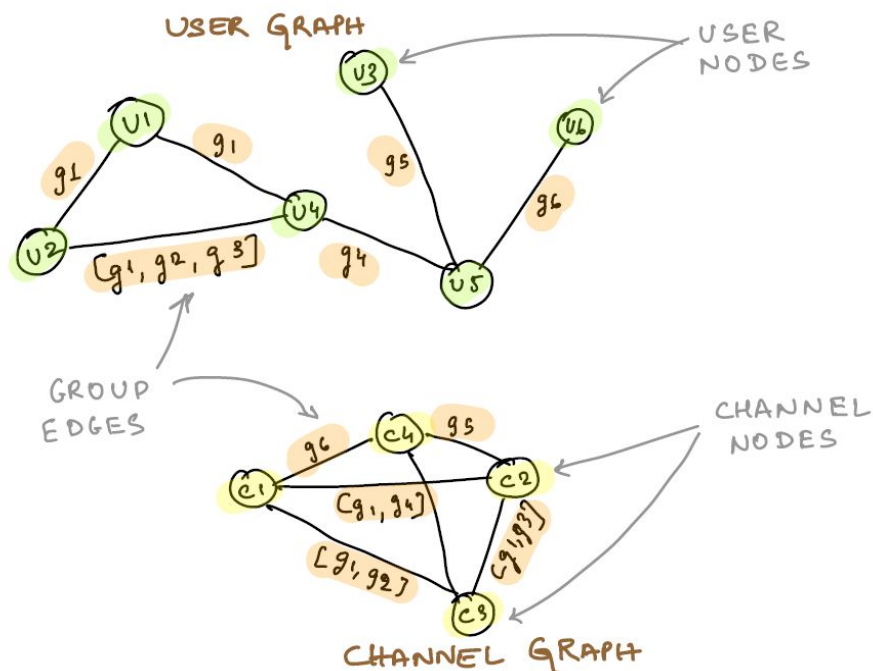 USER GRAPH
USER
NODES
U3
U1
U6
g1
g1
g5
g6
U4
U2
[g1, g2, g3]
g4
U5
GROUP
EDGES
CHANNEL
NODES
g6
C4
g5
C1
C2
[g1, g4]
[g1, g3]
[g1, g2]
C3
CHANNEL GRAPH